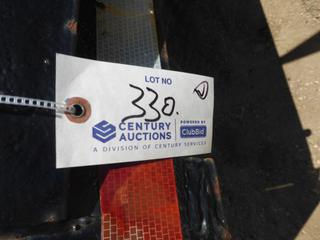 LOT NO
330.
CENTURY
AUCTIONS
POWERED BY
ClubBid
A DIVISION OF CENTURY SERVICES